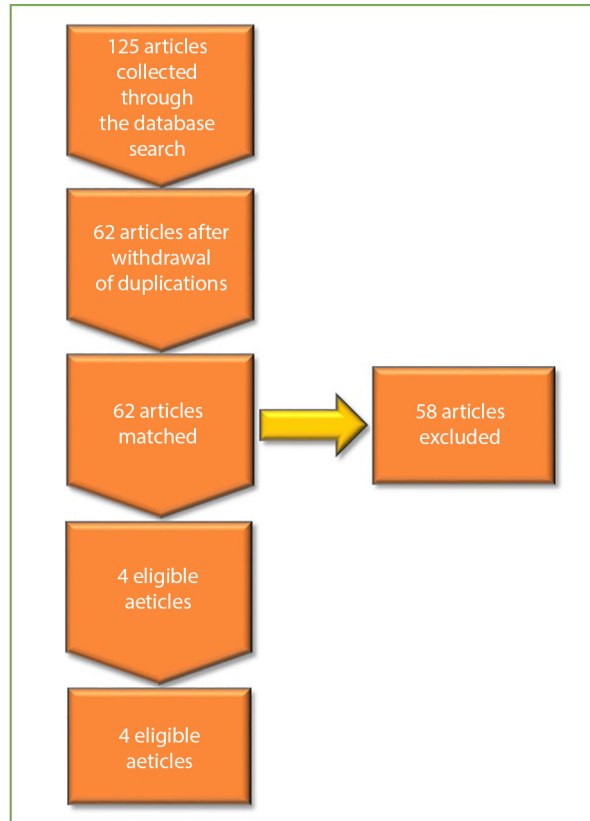 125 articles
collected
through
the database
search
62 articles after
withdrawal
of duplications
62 articles
matched
58 articles
excluded
4 eligible
aeticles
4 eligible
aeticles